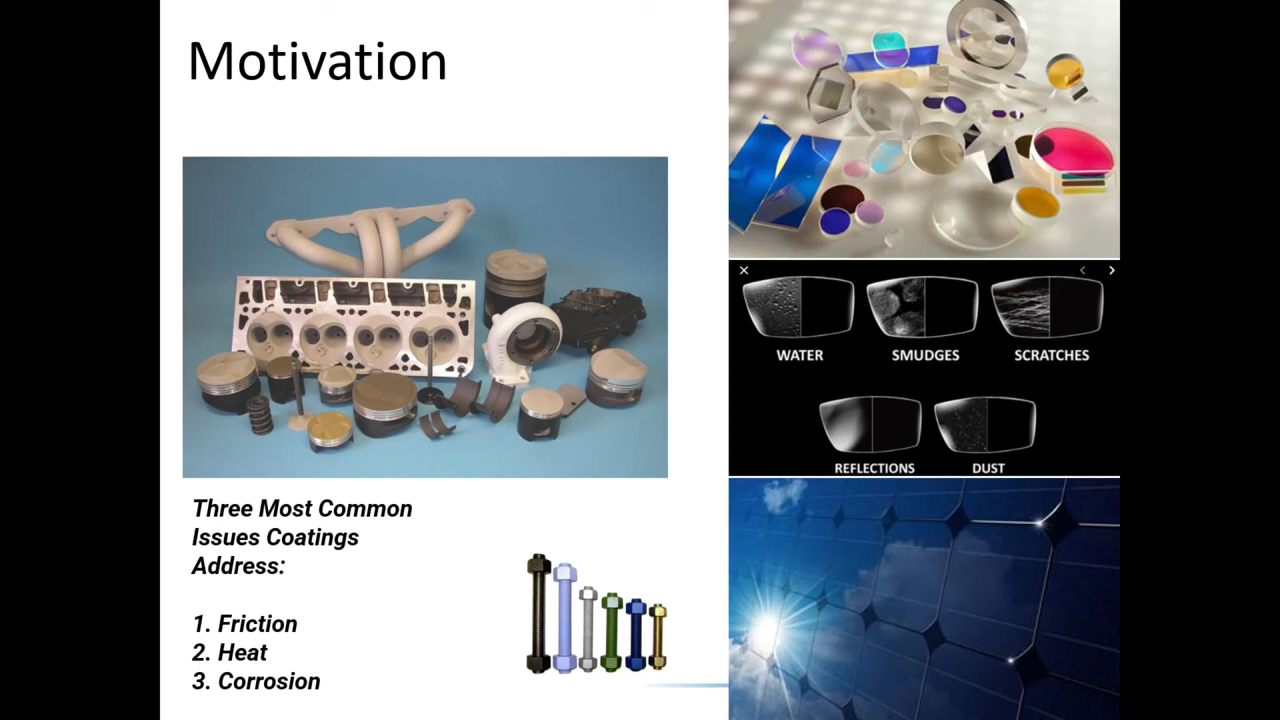 Motivation
Three Most Common
Issues Coatings
Address:
1. Friction
2. Heat
3. Corrosion
WATER
SMUDGES
SCRATCHES
REFLECTIONS
DUST